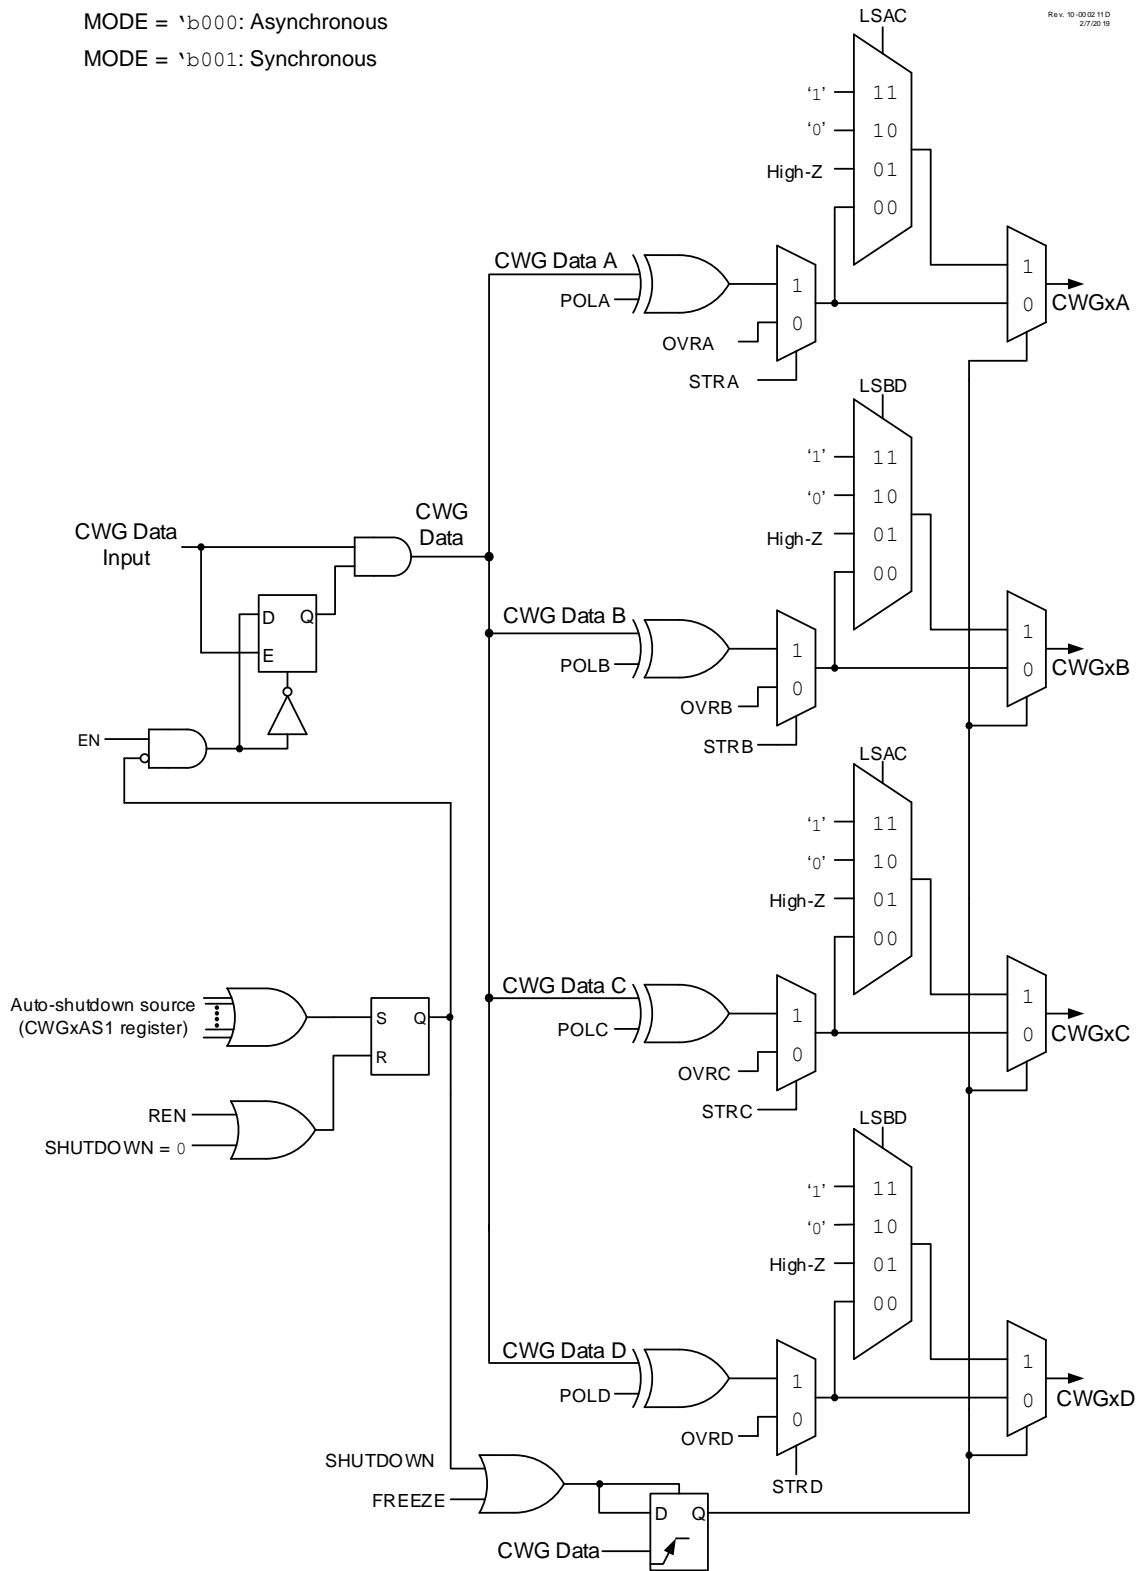 MODE = ‘b000: Asynchronous
MODE = ‘b001: Synchronous
Rev. 10-000211D
2/7/2019
LSAC
‘1’
11
‘0’
10
High-Z
01
00
CWG Data A
POLA
1
0
OVRA
STRA
1
0
CWGxA
LSBD
‘1’
11
‘0’
10
High-Z
01
00
CWG Data
Input
CWG
Data
D
Q
E
EN
CWG Data B
POLB
1
0
OVRB
STRB
1
0
CWGxB
LSAC
‘1’
11
‘0’
10
High-Z
01
00
Auto-shutdown source
(CWGxAS1 register)
S
Q
R
REN
SHUTDOWN = 0
CWG Data C
POLC
1
0
OVRC
STRC
1
0
CWGxC
LSBD
‘1’
11
‘0’
10
High-Z
01
00
CWG Data D
POLD
1
0
OVRD
STRD
1
0
CWGxD
SHUTDOWN
FREEZE
D
Q
CWG Data